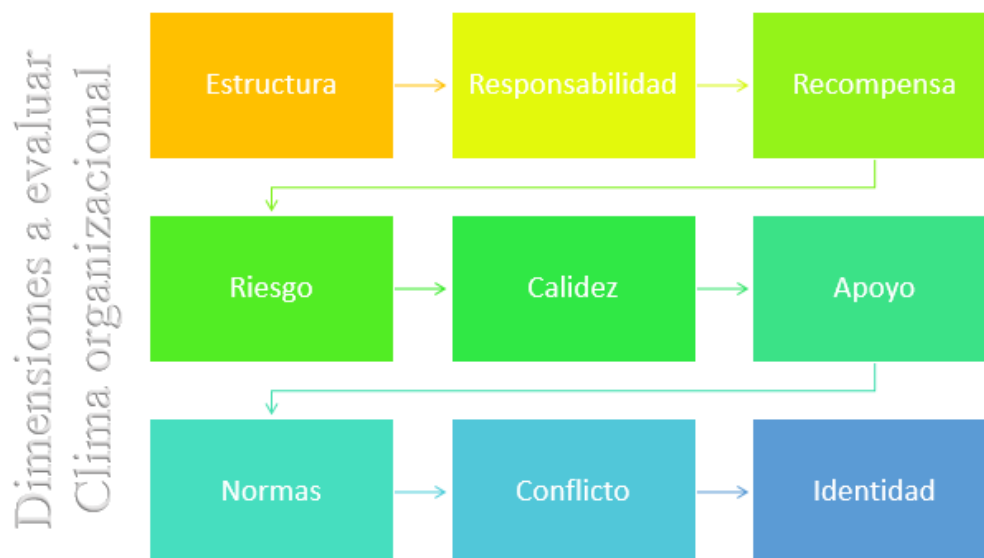 Dimensiones a evaluar
Clima organizacional
Estructura
Responsabilidad
Recompensa
Riesgo
Calidez
Apoyo
Normas
Conflicto
Identidad